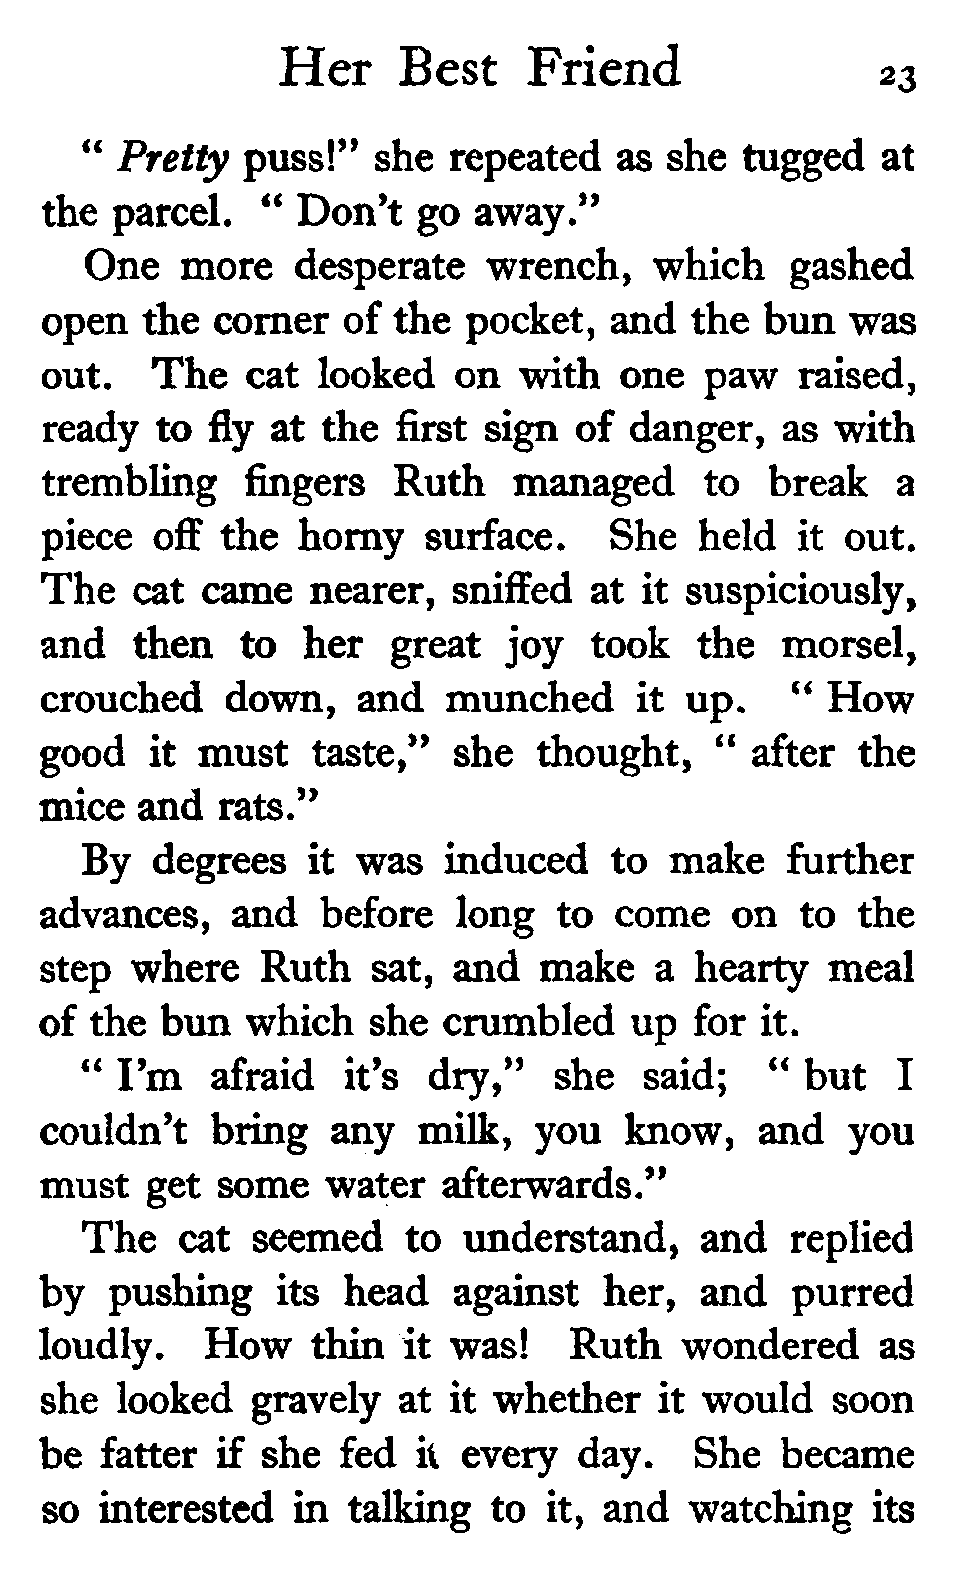 Her Best Friend 23
" Pretty puss!" she repeated as she tugged at
the parcel. " Don't go away."
One more desperate wrench, which gashed
open the corner of the pocket, and the bun was
out. The cat looked on with one paw raised,
ready to fly at the first sign of danger, as with
trembling fingers Ruth managed to break a
piece off the horny surface. She held it out.
The cat came nearer, sniffed at it suspiciously,
and then to her great joy took the morsel,
crouched down, and munched it up. " How
good it must taste," she thought, " after the
mice and rats."
By degrees it was induced to make further
advances, and before long to come on to the
step where Ruth sat, and make a hearty meal
of the bun which she crumbled up for it.
" I'm afraid it's dry," she said; " but I
couldn't bring any milk, you know, and you
must get some water afterwards."
The cat seemed to understand, and replied
by pushing its head against her, and purred
loudly. How thin it was! Ruth wondered as
she looked gravely at it whether it would soon
be fatter if she fed it every day. She became
so interested in talking to it, and watching its